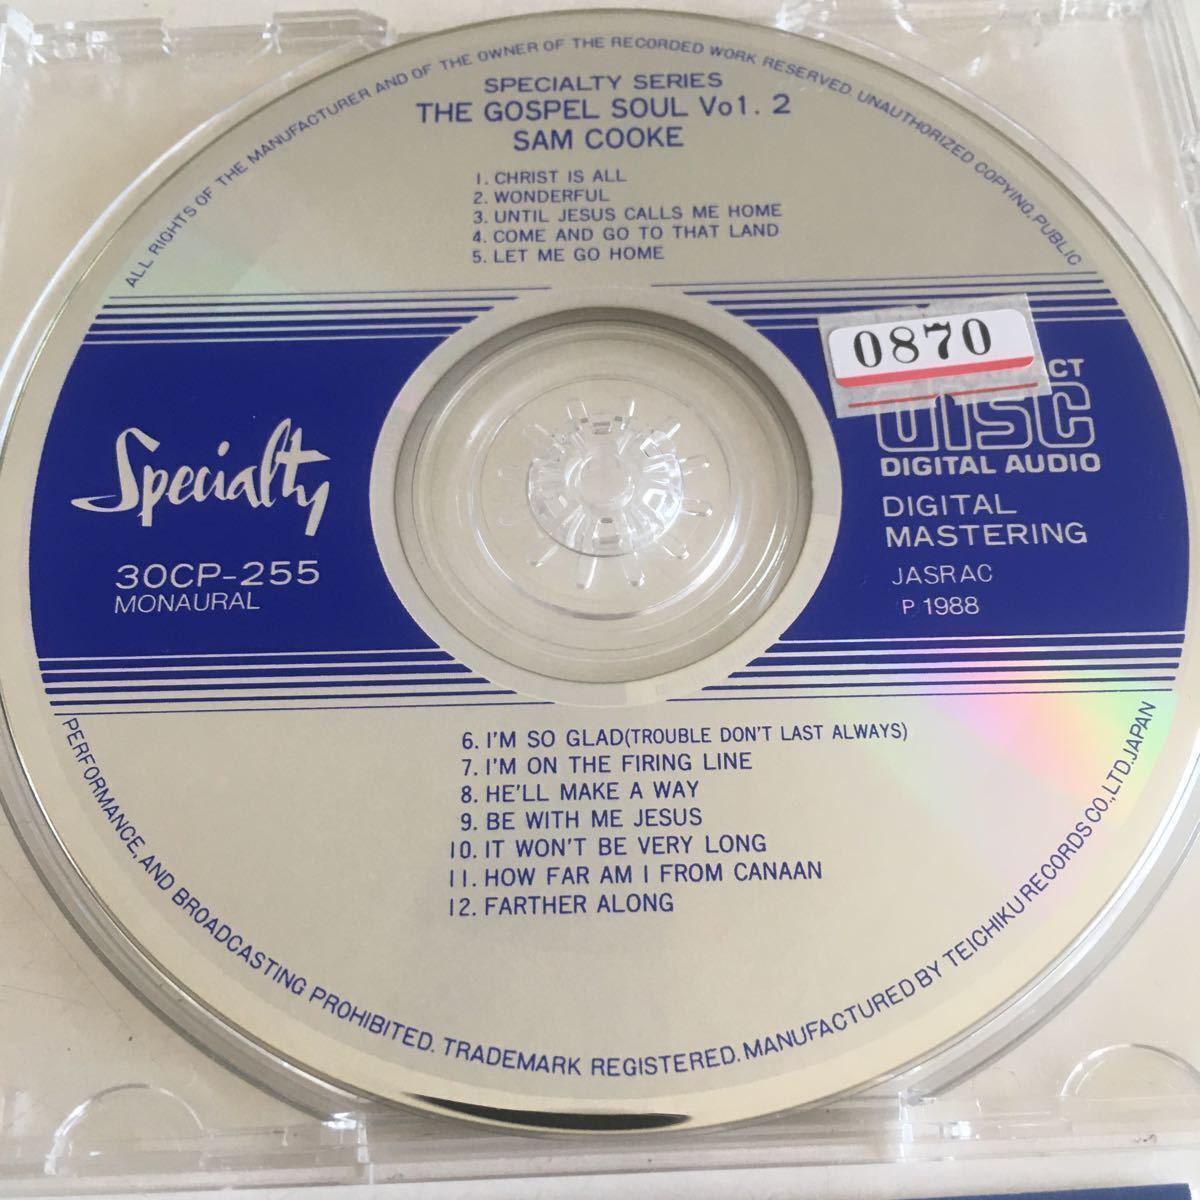 ALL RIGHTS OF THE MANUFACTURER AND OF THE OWNER OF THE RECORDED WORK RESERVED. UNAUTHORIZED COPYING, PUBLIC
SPECIALTY SERIES
THE GOSPEL SOUL Vol. 2
SAM COOKE
1. CHRIST IS ALL
2. WONDERFUL
3. UNTIL JESUS CALLS ME HOME
4. COME AND GO TO THAT LAND
5. LET ME GO HOME
Specialty
30CP-255
MONAURAL
0870
CT
DISC
DIGITAL AUDIO
DIGITAL
MASTERING
JASRAC
P 1988
6. I'M SO GLAD(TROUBLE DON'T LAST ALWAYS)
7. I'M ON THE FIRING LINE
8. HE'LL MAKE A WAY
9. BE WITH ME JESUS
10. IT WON'T BE VERY LONG
11. HOW FAR AM I FROM CANAAN
12. FARTHER ALONG
PERFORMANCE, AND BROADCASTING PROHIBITED. TRADEMARK REGISTERED. MANUFACTURED BY TEICHIKU RECORDS CO., LTD. JAPAN